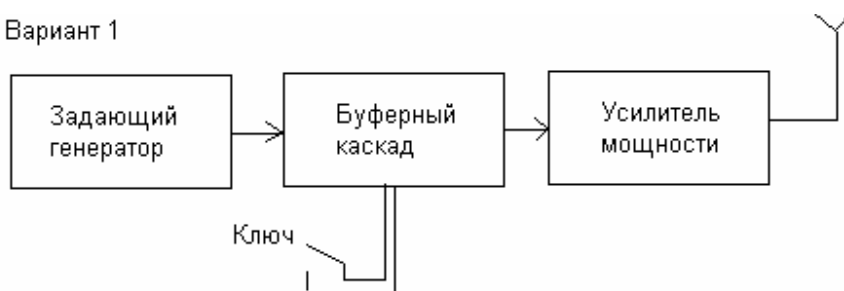 Вариант 1
Задающий
генератор
Буферный
каскад
Усилитель
мощности
Ключ